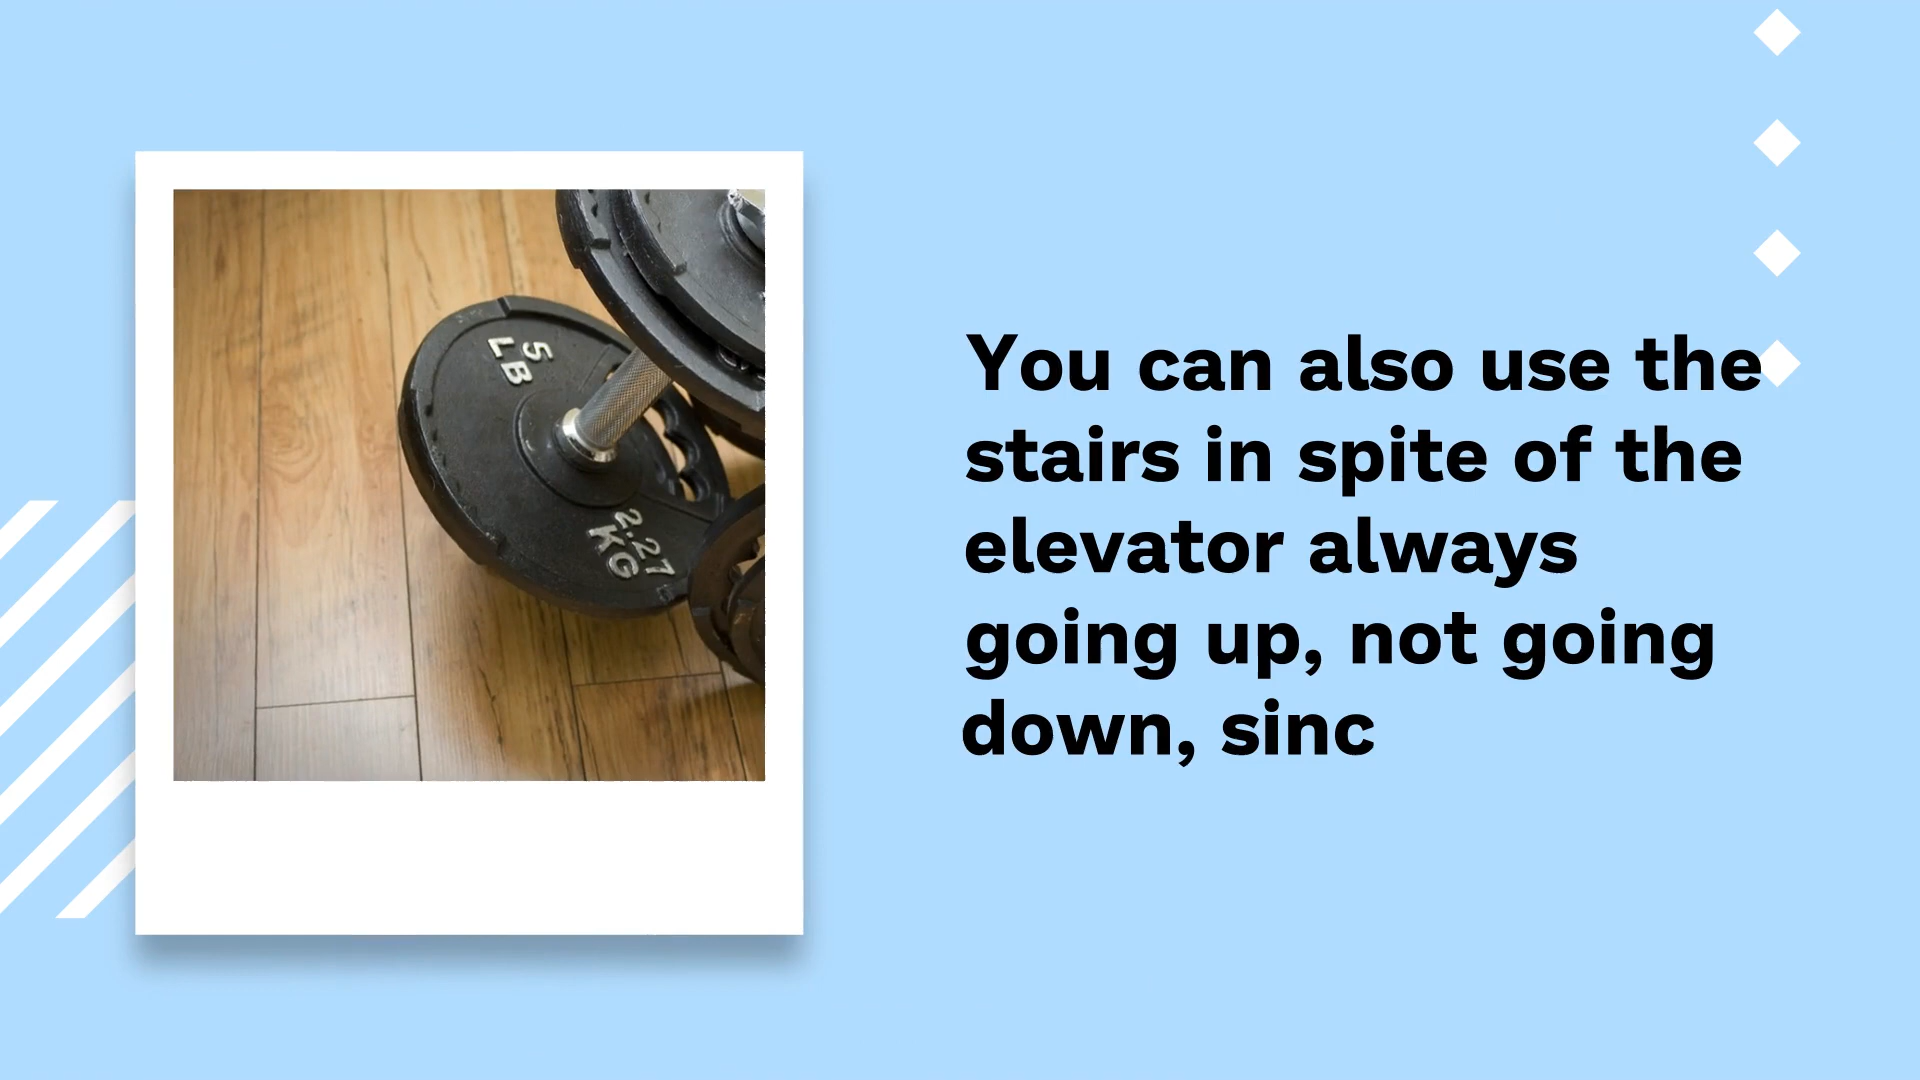 5
LB
2.27
KG
You can also use the
stairs in spite of the
elevator always
going up, not going
down, sinc